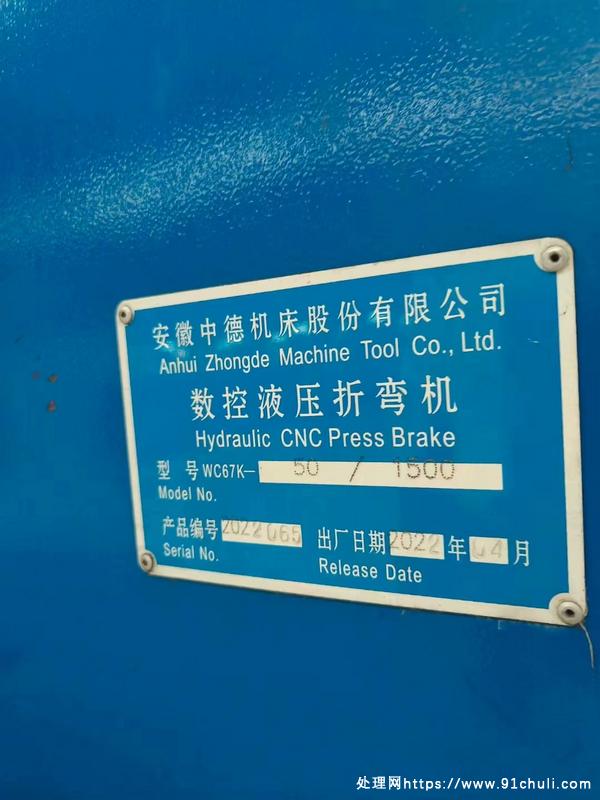 安徽中德机床股份有限公司
Anhui Zhongde Machine Tool Co., Ltd.
数控液压折弯机
Hydraulic CNC Press Brake
型号 WC67K— 50 / 1500
Model No.
产品编号 2022065 出厂日期 2022 年 04 月
Serial No. Release Date
处理网https://www.91chuli.com/